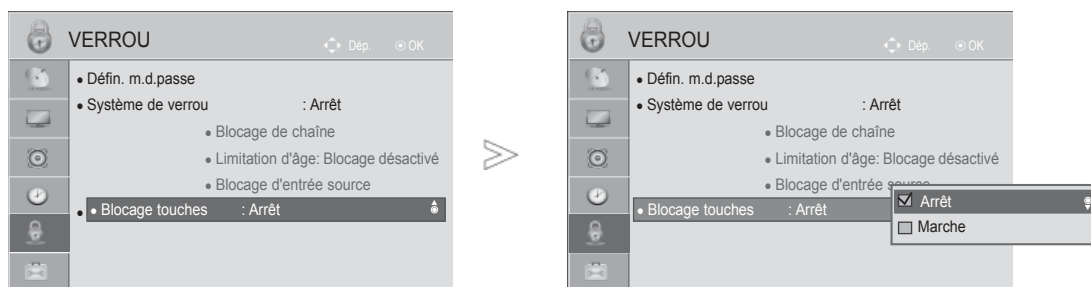 VERROU
Dép. OK
• Défin. m.d.passe
• Système de verrou : Arrêt
• Blocage de chaîne
• Limitation d'âge: Blocage désactivé
• Blocage d'entrée source
• • Blocage touches : Arrêt
VERROU
Dép. OK
• Défin. m.d.passe
• Système de verrou : Arrêt
• Blocage de chaîne
• Limitation d'âge: Blocage désactivé
• Blocage d'entrée source
• Blocage touches : Arrêt
Arrêt
Marche